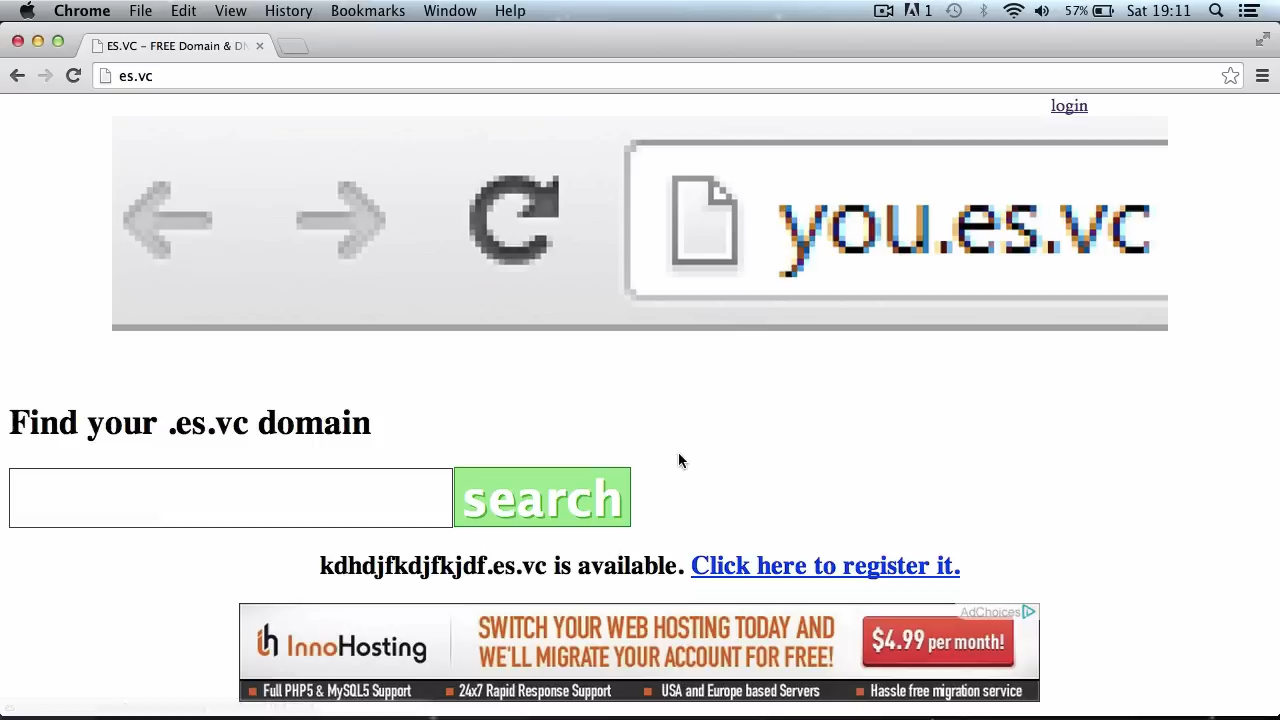 Chrome File Edit View History Bookmarks Window Help 1 57% Sat 19:11
ES.VC – FREE Domain & DN
es.vc
login
you.es.vc
Find your .es.vc domain
search
kdhdjfkdjfkjdf.es.vc is available. Click here to register it.
AdChoices
InnoHosting
SWITCH YOUR WEB HOSTING TODAY AND
WE'LL MIGRATE YOUR ACCOUNT FOR FREE!
$4.99 per month!
Full PHP5 & MySQL5 Support 24x7 Rapid Response Support USA and Europe based Servers Hassle free migration service